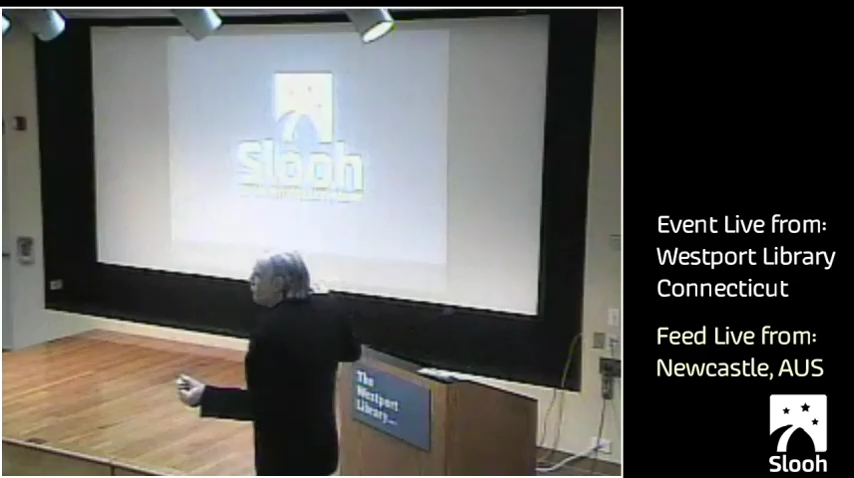 Slooh
The
Westport
Library...
Event Live from:
Westport Library
Connecticut
Feed Live from:
Newcastle, AUS
Slooh